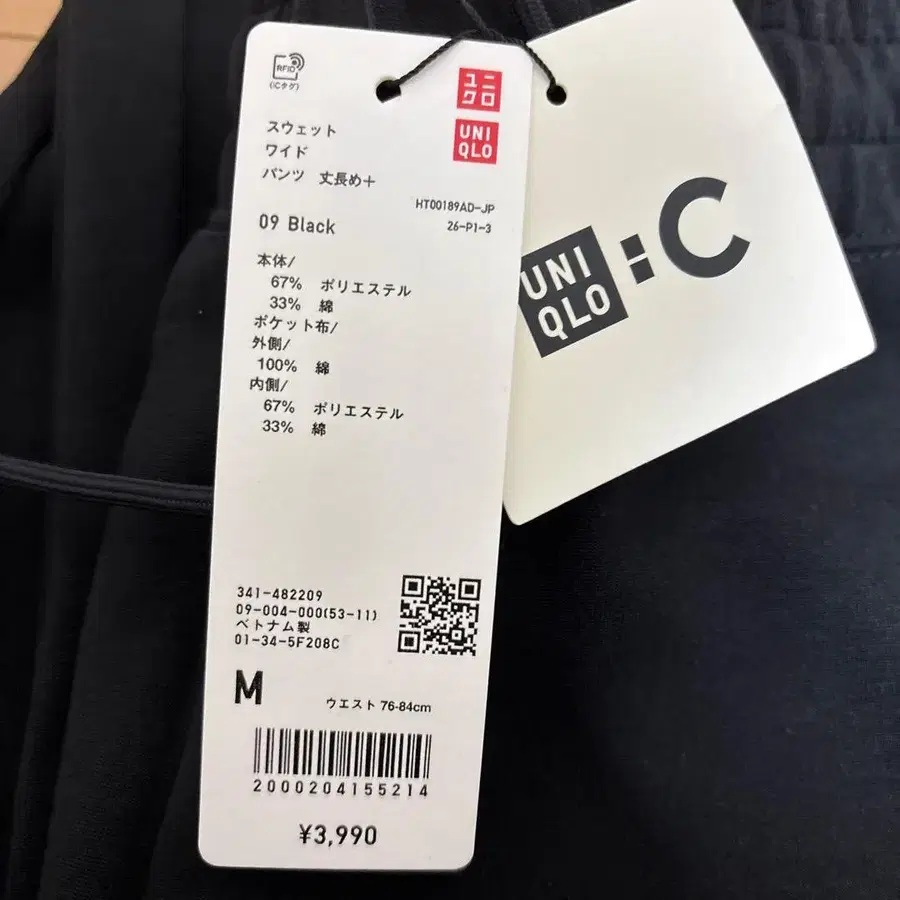 RFID
(ICタグ)
ユニ
クロ
UNI
QLO
スウェット
ワイド
パンツ 丈長め+
HT00189AD-JP
26-P1-3
09 Black
本体/
67% ポリエステル
33% 綿
ポケット布/
外側/
100% 綿
内側/
67% ポリエステル
33% 綿
341-482209
09-004-000(53-11)
ベトナム製
01-34-5F208C
M
ウエスト 76-84cm
2000204155214
¥3,990
UNI
QLO
:C